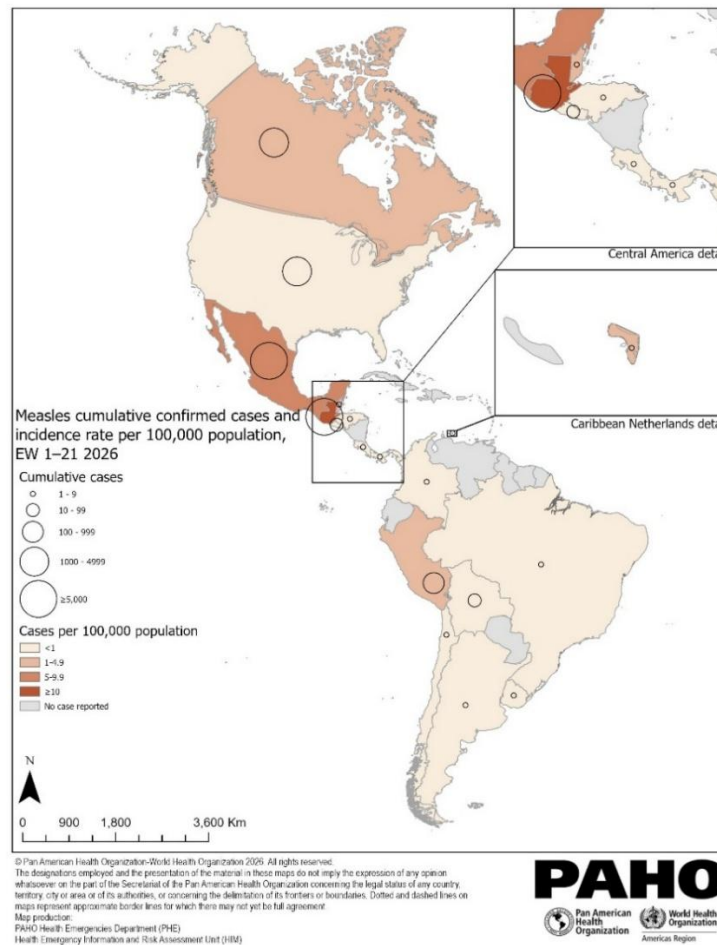 Central America deta
Caribbean Netherlands deta
Measles cumulative confirmed cases and
incidence rate per 100,000 population,
EW 1–21 2026
Cumulative cases
1 - 9
10 - 99
100 - 999
1000 - 4999
≥5,000
Cases per 100,000 population
<1
1-4.9
5-9.9
≥10
No case reported
N
0 900 1,800 3,600 Km
© Pan American Health Organization-World Health Organization 2026. All rights reserved.
The designations employed and the presentation of the material in these maps do not imply the expression of any opinion
whatsoever on the part of the Secretariat of the Pan American Health Organization concerning the legal status of any country,
territory, city or area or of its authorities, or concerning the delimitation of its frontiers or boundaries. Dotted and dashed lines on
maps represent approximate border lines for which there may not yet be full agreement.
Map production:
PAHO Health Emergencies Department (PHE)
Health Emergency Information and Risk Assessment Unit (HIM)
PAHO
Pan American
Health
Organization
World Health
Organization
Americas Region